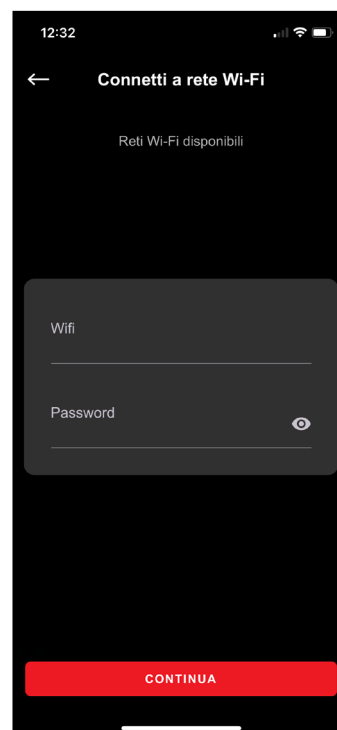 12:32
Connetti a rete Wi-Fi
Reti Wi-Fi disponibili
Wifi
Password
CONTINUA